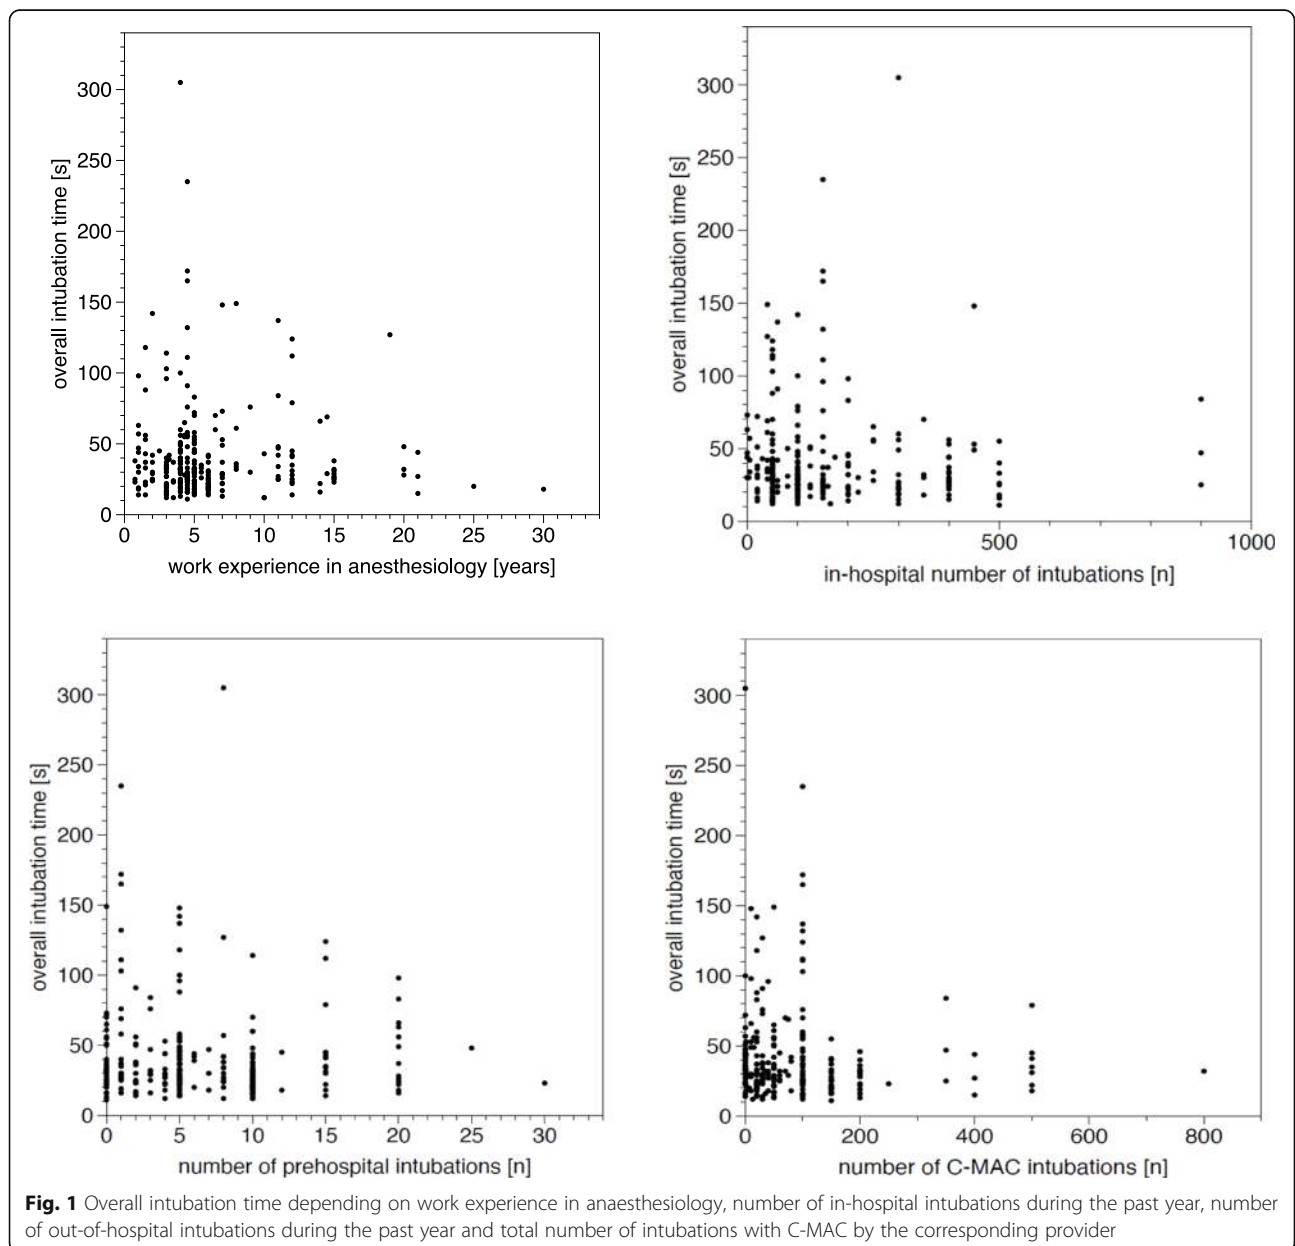 300
250
200
150
100
50
0
overall intubation time [s]
0 5 10 15 20 25 30
work experience in anesthesiology [years]
300
250
200
150
100
50
0
overall intubation time [s]
0 500 1000
in-hospital number of intubations [n]
300
250
200
150
100
50
0
overall intubation time [s]
0 5 10 15 20 25 30
number of prehospital intubations [n]
300
250
200
150
100
50
0
overall intubation time [s]
0 200 400 600 800
number of C-MAC intubations [n]
Fig. 1 Overall intubation time depending on work experience in anaesthesiology, number of in-hospital intubations during the past year, number
of out-of-hospital intubations during the past year and total number of intubations with C-MAC by the corresponding provider